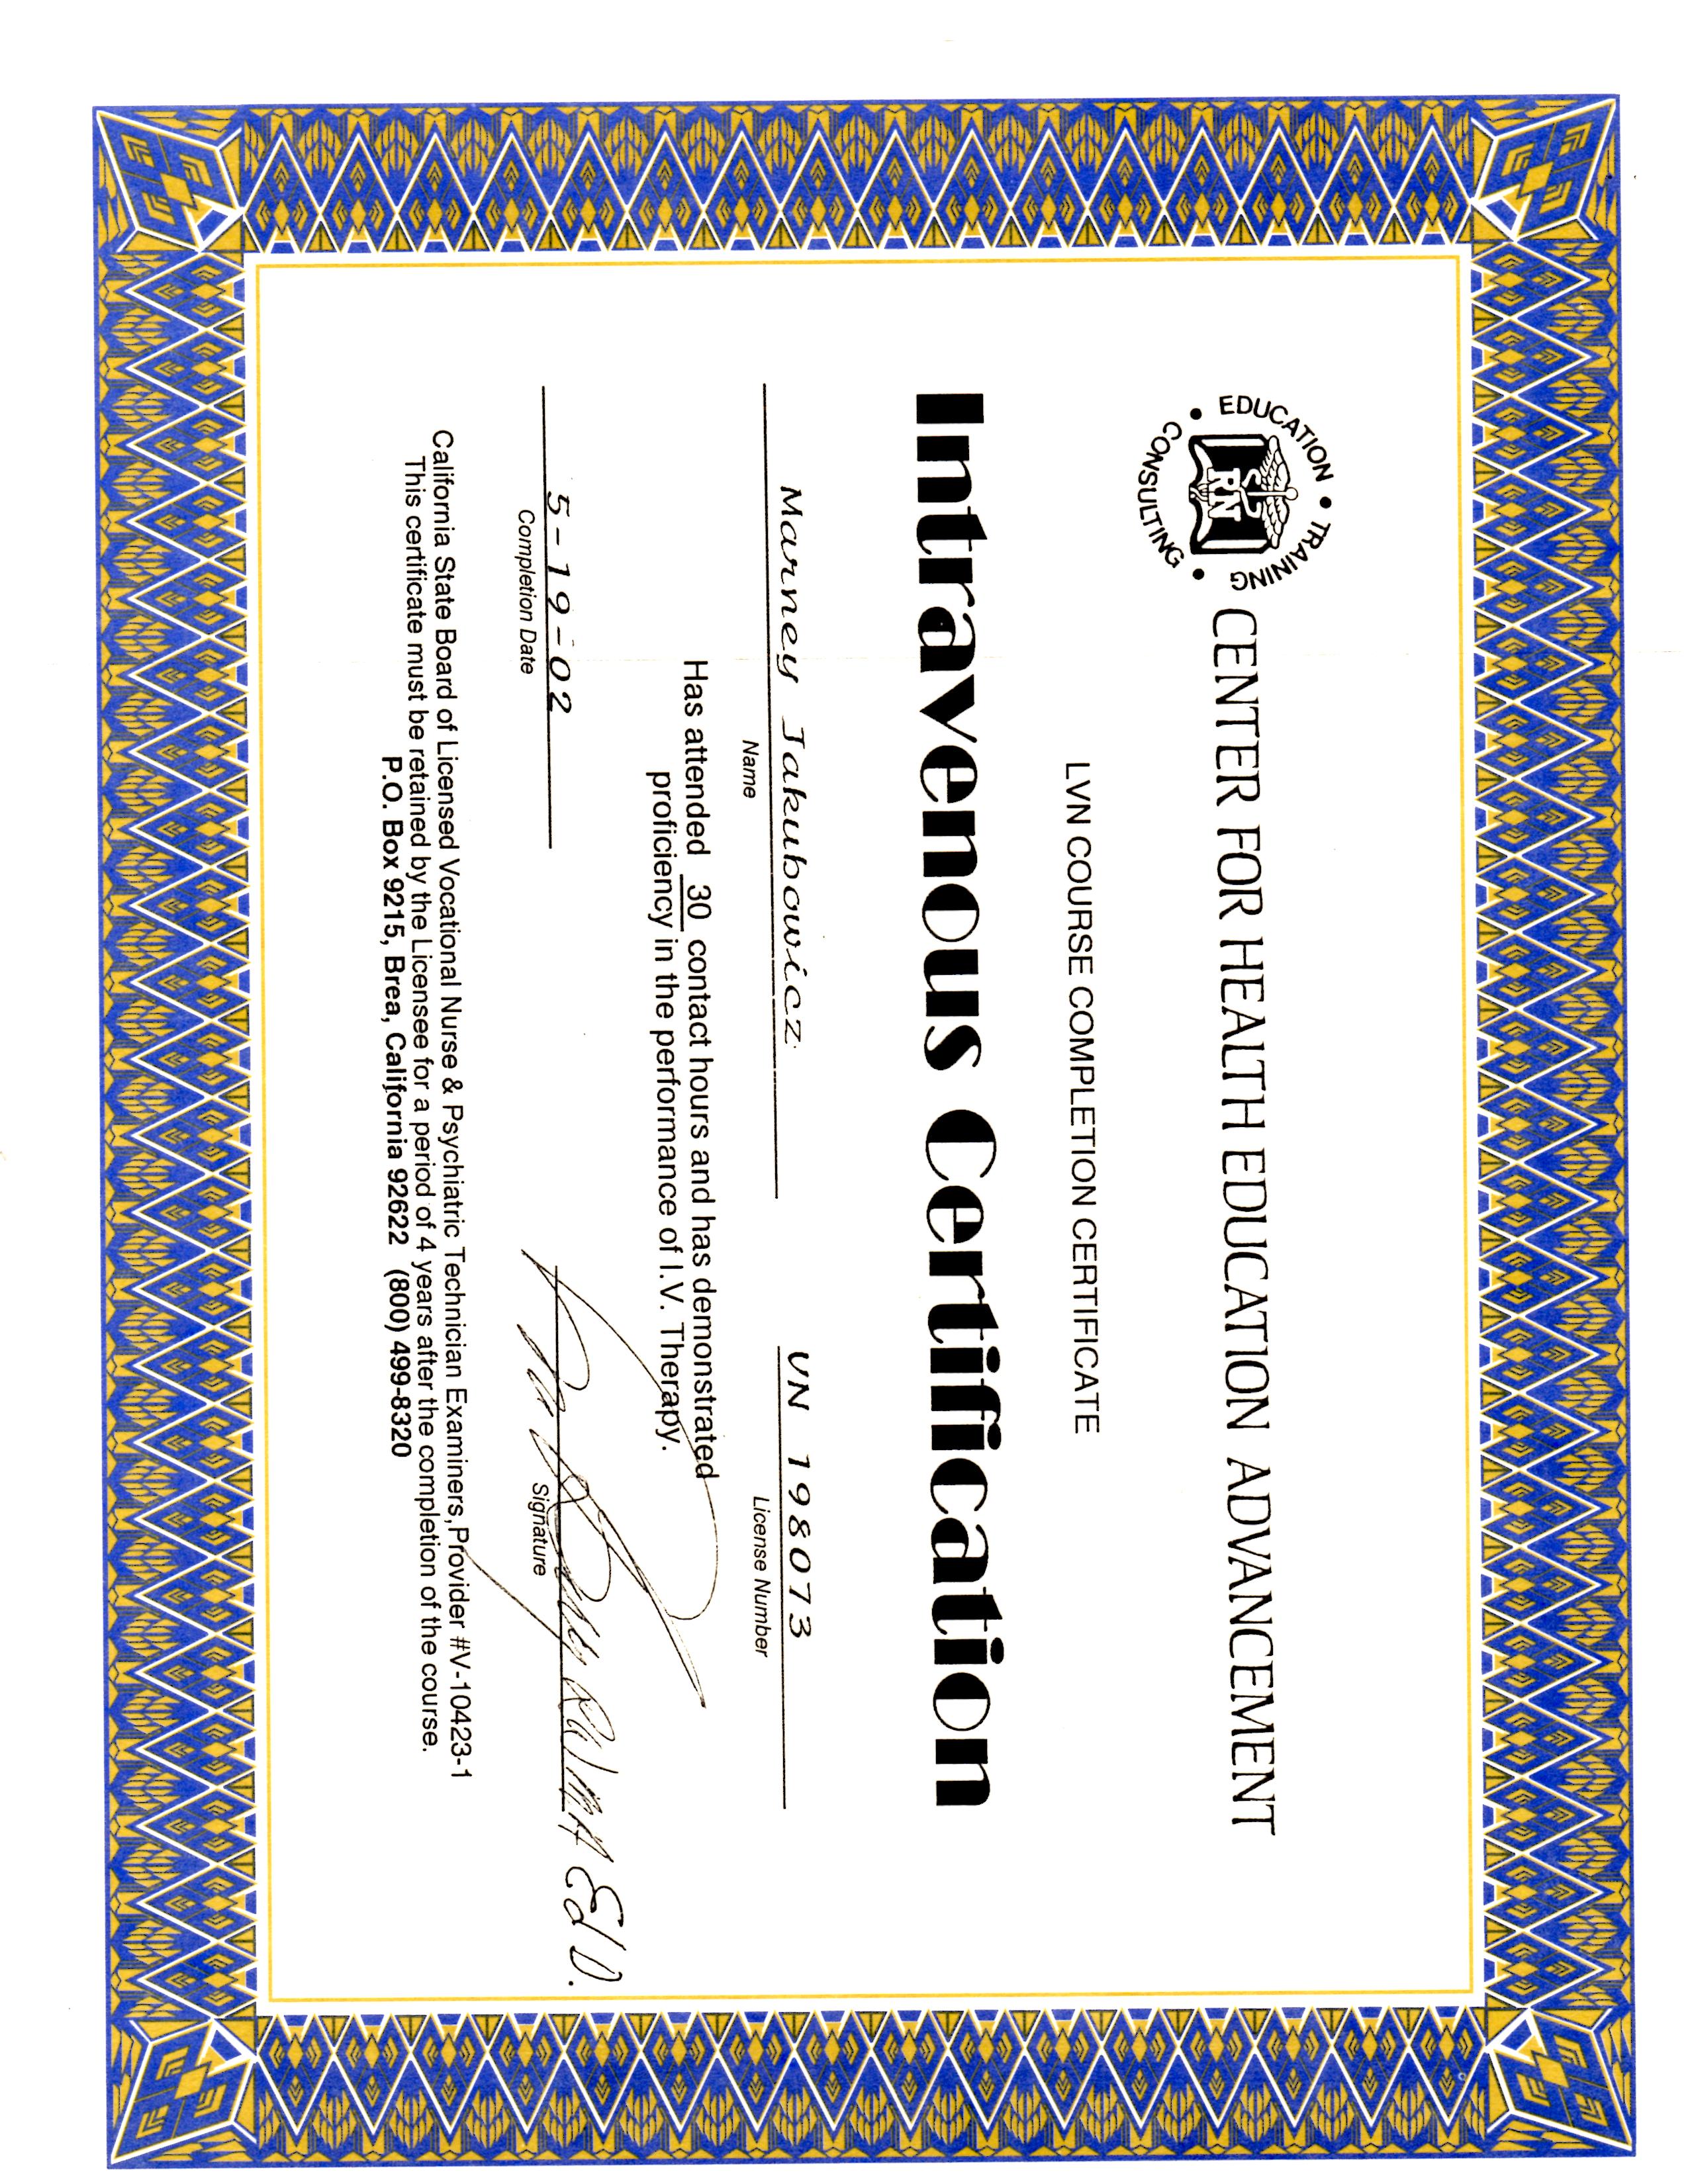 EDUCATION • TRAINING • CONSULTING •
RN
CENTER FOR HEALTH EDUCATION ADVANCEMENT
LVN COURSE COMPLETION CERTIFICATE
Intravenous Certification
Marney Jakubowicz
VN 198073
Name
License Number
Has attended 30 contact hours and has demonstrated
proficiency in the performance of I.V. Therapy.
5-19-02
Ed D.
Completion Date
Signature
California State Board of Licensed Vocational Nurse & Psychiatric Technician Examiners, Provider #V-10423-1
This certificate must be retained by the Licensee for a period of 4 years after the completion of the course.
P.O. Box 9215, Brea, California 92622 (800) 499-8320